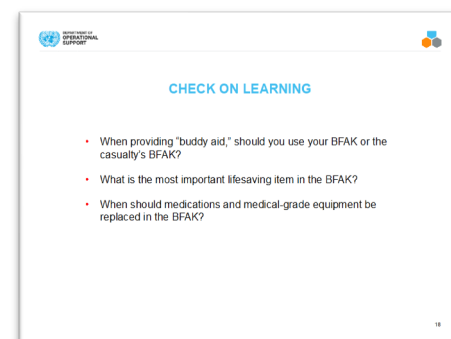 DEPARTMENT OF
OPERATIONAL
SUPPORT
CHECK ON LEARNING
• When providing “buddy aid,” should you use your BFAK or the
casualty’s BFAK?
• What is the most important lifesaving item in the BFAK?
• When should medications and medical-grade equipment be
replaced in the BFAK?
18